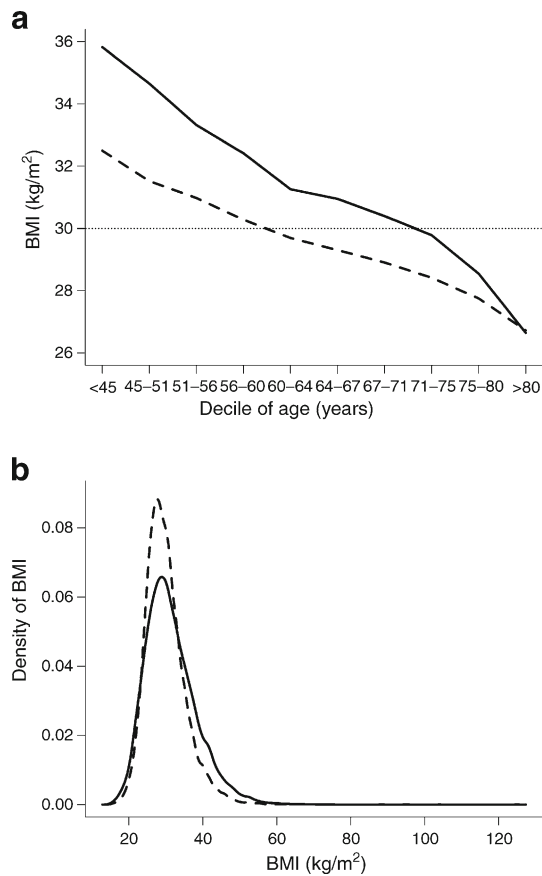 a
BMI (kg/m²)
36
34
32
30
28
26
<45 45–51 51–56 56–60 60–64 64–67 67–71 71–75 75–80 >80
Decile of age (years)
b
Density of BMI
0.08
0.06
0.04
0.02
0.00
20 40 60 80 100 120
BMI (kg/m²)